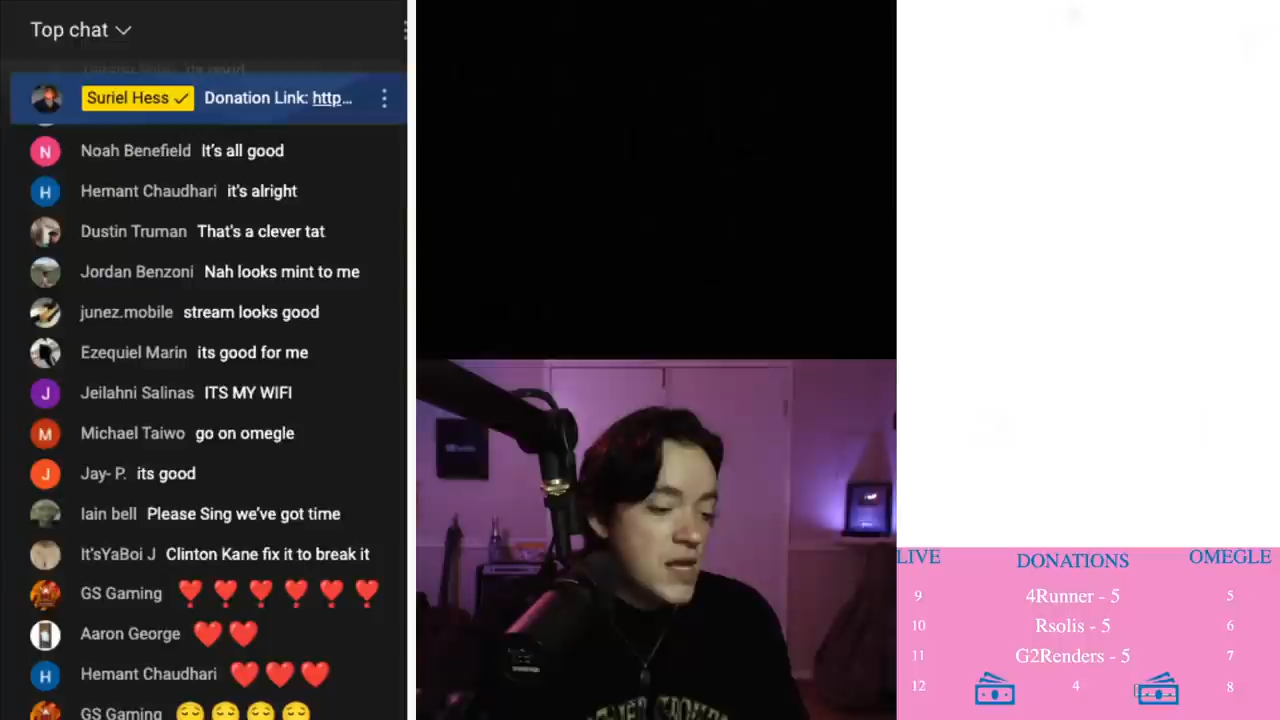 Top chat
Suriel Hess Donation Link: http...
Noah Benefield It's all good
Hemant Chaudhari it's alright
Dustin Truman That's a clever tat
Jordan Benzoni Nah looks mint to me
junez.mobile stream looks good
Ezequiel Marin its good for me
J Jeilahni Salinas ITS MY WIFI
M Michael Taiwo go on omegle
J Jay- P. its good
Iain bell Please Sing we've got time
It'sYaBoi J Clinton Kane fix it to break it
GS Gaming ❣️❣️❣️❣️❣️❣️
Aaron George ❤️❤️
H Hemant Chaudhari ❤️❤️❤️
GS Gaming 😌😌😌😌
LIVE DONATIONS OMEGLE
9 4Runner - 5 5
10 Rsolis - 5 6
11 G2Renders - 5 7
12 4 8